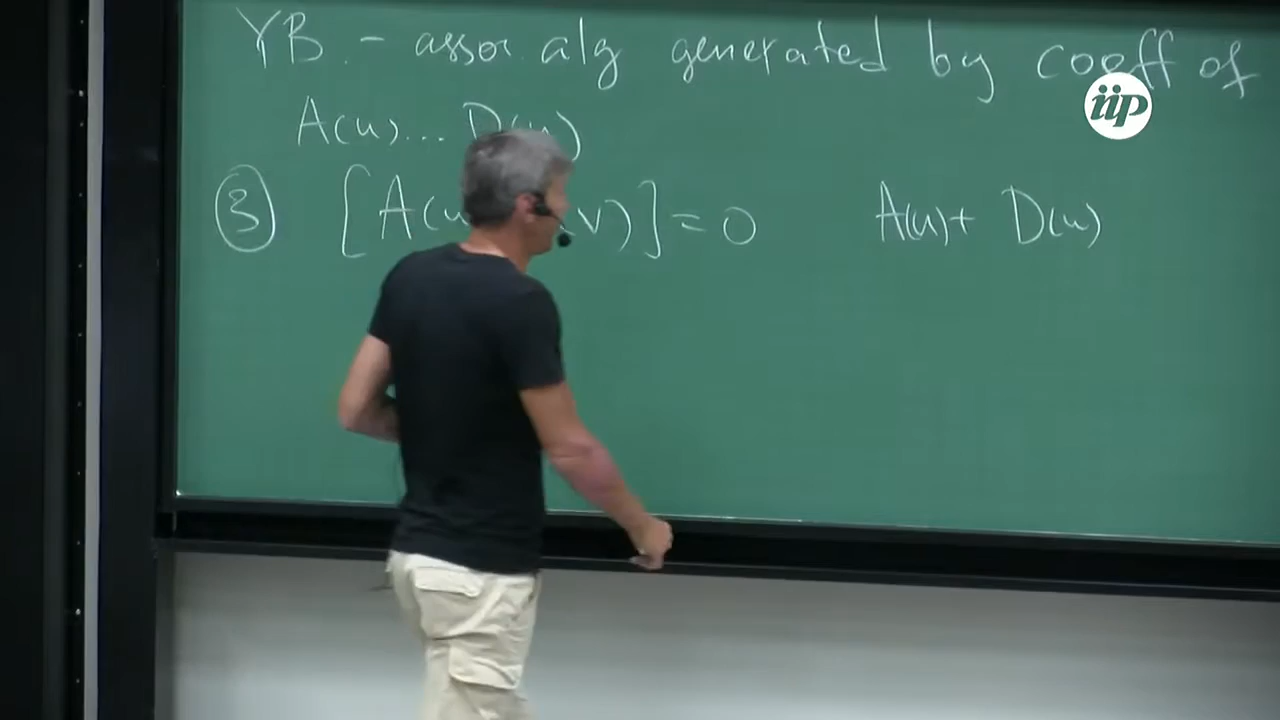 YB. - assoc. alg generated by coeff of
iip
A(u)... D(u)
③ [A(u v)] = 0 A(u)+ D(u)